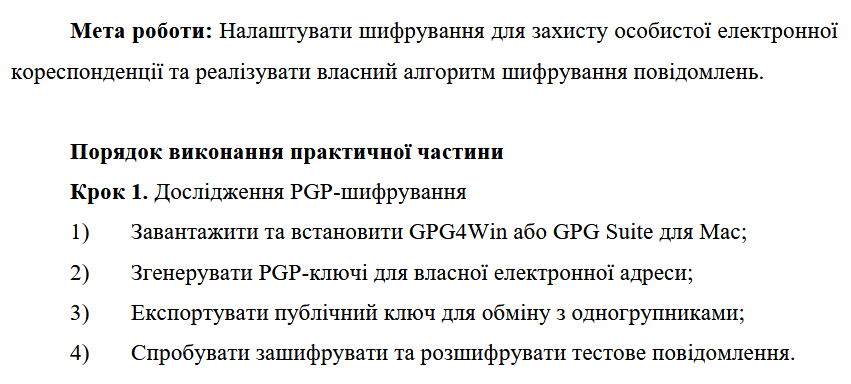 Мета роботи: Налаштувати шифрування для захисту особистої електронної
кореспонденції та реалізувати власний алгоритм шифрування повідомлень.
Порядок виконання практичної частини
Крок 1. Дослідження PGP-шифрування
1) Завантажити та встановити GPG4Win або GPG Suite для Mac;
2) Згенерувати PGP-ключі для власної електронної адреси;
3) Експортувати публічний ключ для обміну з одногрупниками;
4) Спробувати зашифрувати та розшифрувати тестове повідомлення.